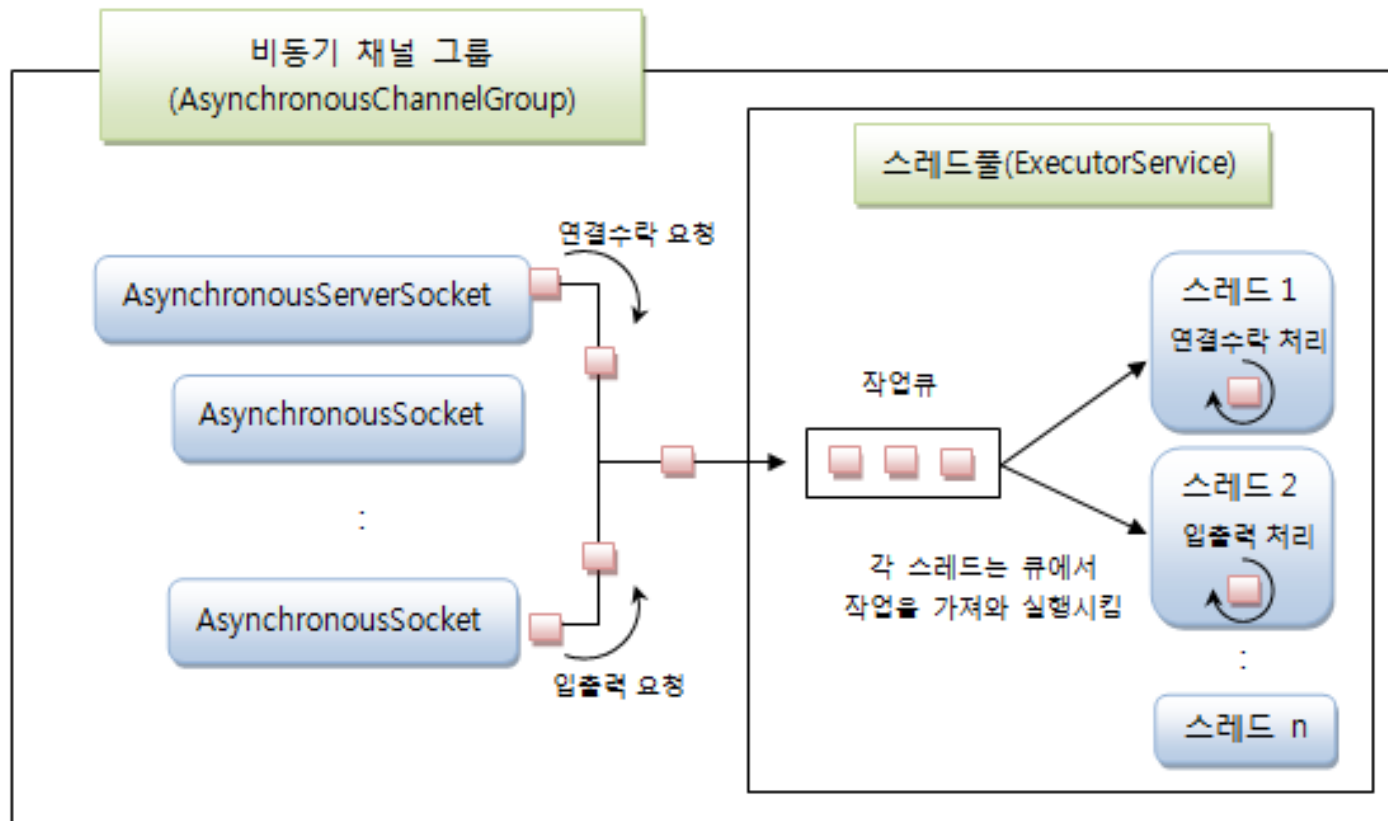 비동기 채널 그룹
(AsynchronousChannelGroup)
스레드풀(ExecutorService)
연결수락 요청
AsynchronousServerSocket
AsynchronousSocket
:
AsynchronousSocket
입출력 요청
작업큐
각 스레드는 큐에서
작업을 가져와 실행시킴
스레드 1
연결수락 처리
스레드 2
입출력 처리
:
스레드 n